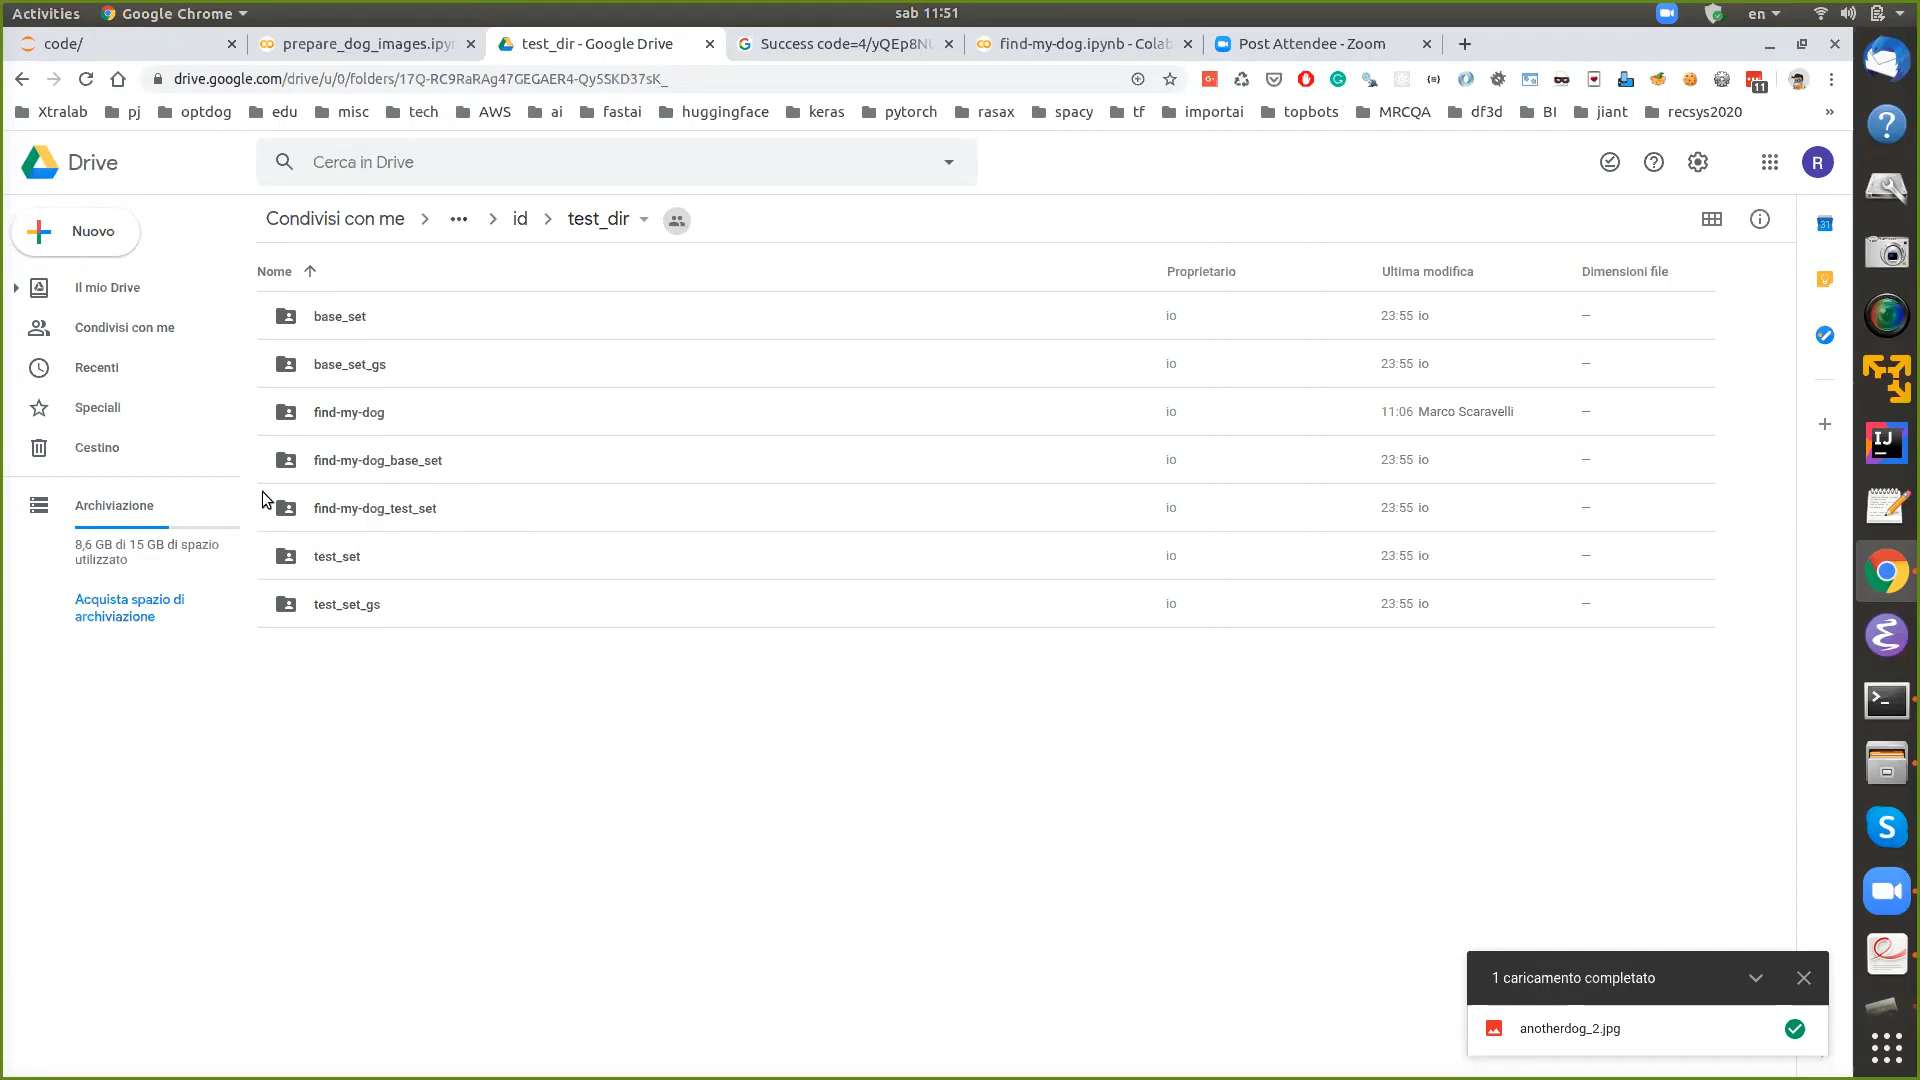 Activities Google Chrome sab 11:51 en
code/ prepare_dog_images.ipyn test_dir - Google Drive Success code=4/yQEp8NU find-my-dog.ipynb - Colab Post Attendee - Zoom
drive.google.com/drive/u/0/folders/17Q-RC9RaRAg47GEGAER4-Qy5SKD37sK_ 11
Xtralab pj optdog edu misc tech AWS ai fastai huggingface keras pytorch rasax spacy tf importai topbots MRCQA df3d BI jiant recsys2020 »
Drive Cerca in Drive R
Nuovo Condivisi con me ••• id test_dir 31
Nome Proprietario Ultima modifica Dimensioni file
Il mio Drive
base_set io 23:55 io —
Condivisi con me
base_set_gs io 23:55 io —
Recenti
find-my-dog io 11:06 Marco Scaravelli —
Speciali
Cestino
find-my-dog_base_set io 23:55 io —
Archiviazione
find-my-dog_test_set io 23:55 io —
8,6 GB di 15 GB di spazio
utilizzato
test_set io 23:55 io —
Acquista spazio di
archiviazione
test_set_gs io 23:55 io —
1 caricamento completato
anotherdog_2.jpg